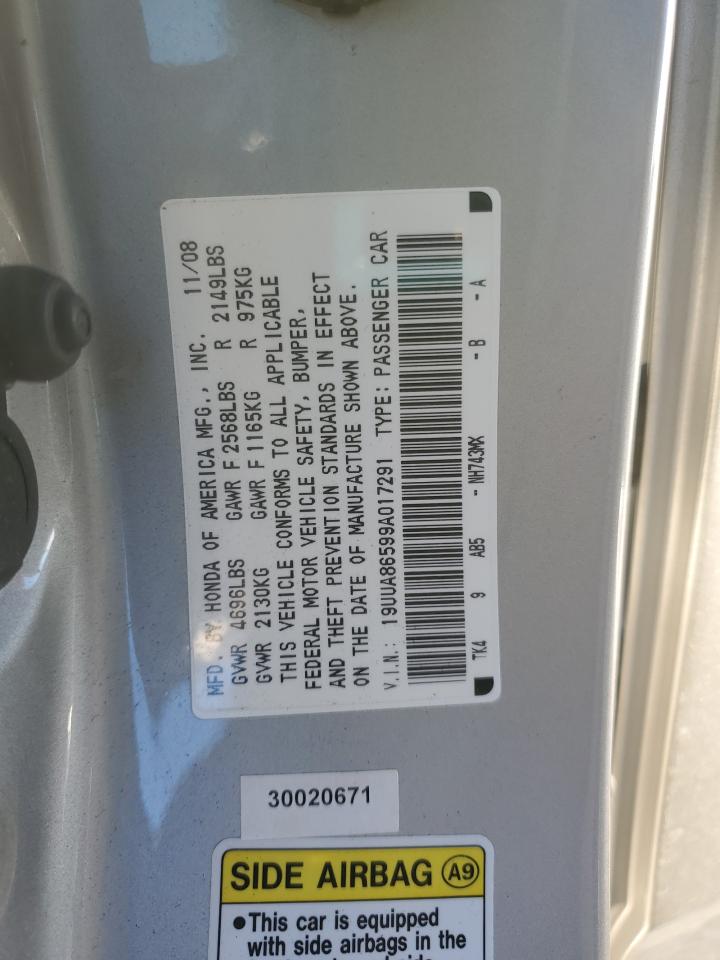 MFD. BY HONDA OF AMERICA MFG., INC. 11/08
GVWR 4696LBS GAWR F 2568LBS R 2149LBS
GVWR 2130KG GAWR F 1165KG R 975KG
THIS VEHICLE CONFORMS TO ALL APPLICABLE
FEDERAL MOTOR VEHICLE SAFETY, BUMPER,
AND THEFT PREVENTION STANDARDS IN EFFECT
ON THE DATE OF MANUFACTURE SHOWN ABOVE.
V.I.N.: 19UUA86599A017291 TYPE: PASSENGER CAR
TK4 9 AB5 - NH743MX - B - A
30020671
SIDE AIRBAG A9
●This car is equipped
with side airbags in the